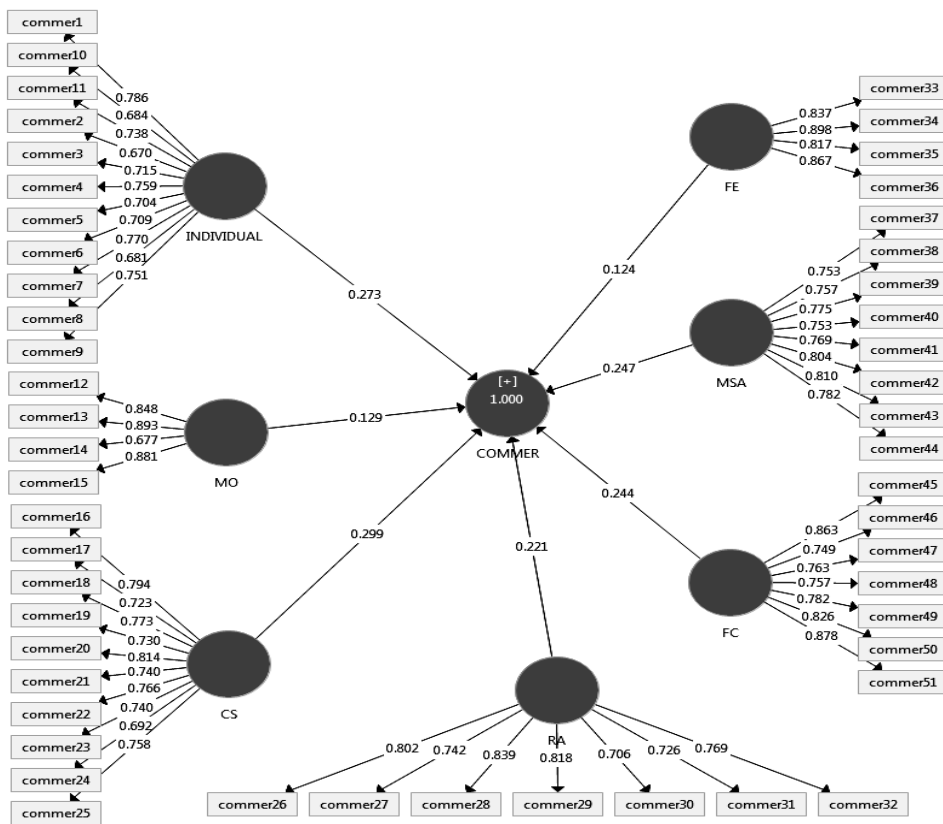 commer1
commer10
commer11
commer2
commer3
commer4
commer5
commer6
commer7
commer8
commer9
0.786
0.684
0.738
0.670
0.715
0.759
0.704
0.709
0.770
0.681
0.751
INDIVIDUAL
0.273
commer12
commer13
commer14
commer15
0.848
0.893
0.677
0.881
MO
0.129
commer16
commer17
commer18
commer19
commer20
commer21
commer22
commer23
commer24
commer25
0.794
0.723
0.773
0.730
0.814
0.740
0.766
0.740
0.692
0.758
CS
0.299
[+]
1.000
COMMER
0.221
RA
0.802
0.742
0.839
0.818
0.706
0.726
0.769
commer26
commer27
commer28
commer29
commer30
commer31
commer32
FE
0.124
0.837
0.898
0.817
0.867
commer33
commer34
commer35
commer36
MSA
0.247
0.753
0.757
0.775
0.753
0.769
0.804
0.810
0.782
commer37
commer38
commer39
commer40
commer41
commer42
commer43
commer44
FC
0.244
0.863
0.749
0.763
0.757
0.782
0.826
0.878
commer45
commer46
commer47
commer48
commer49
commer50
commer51